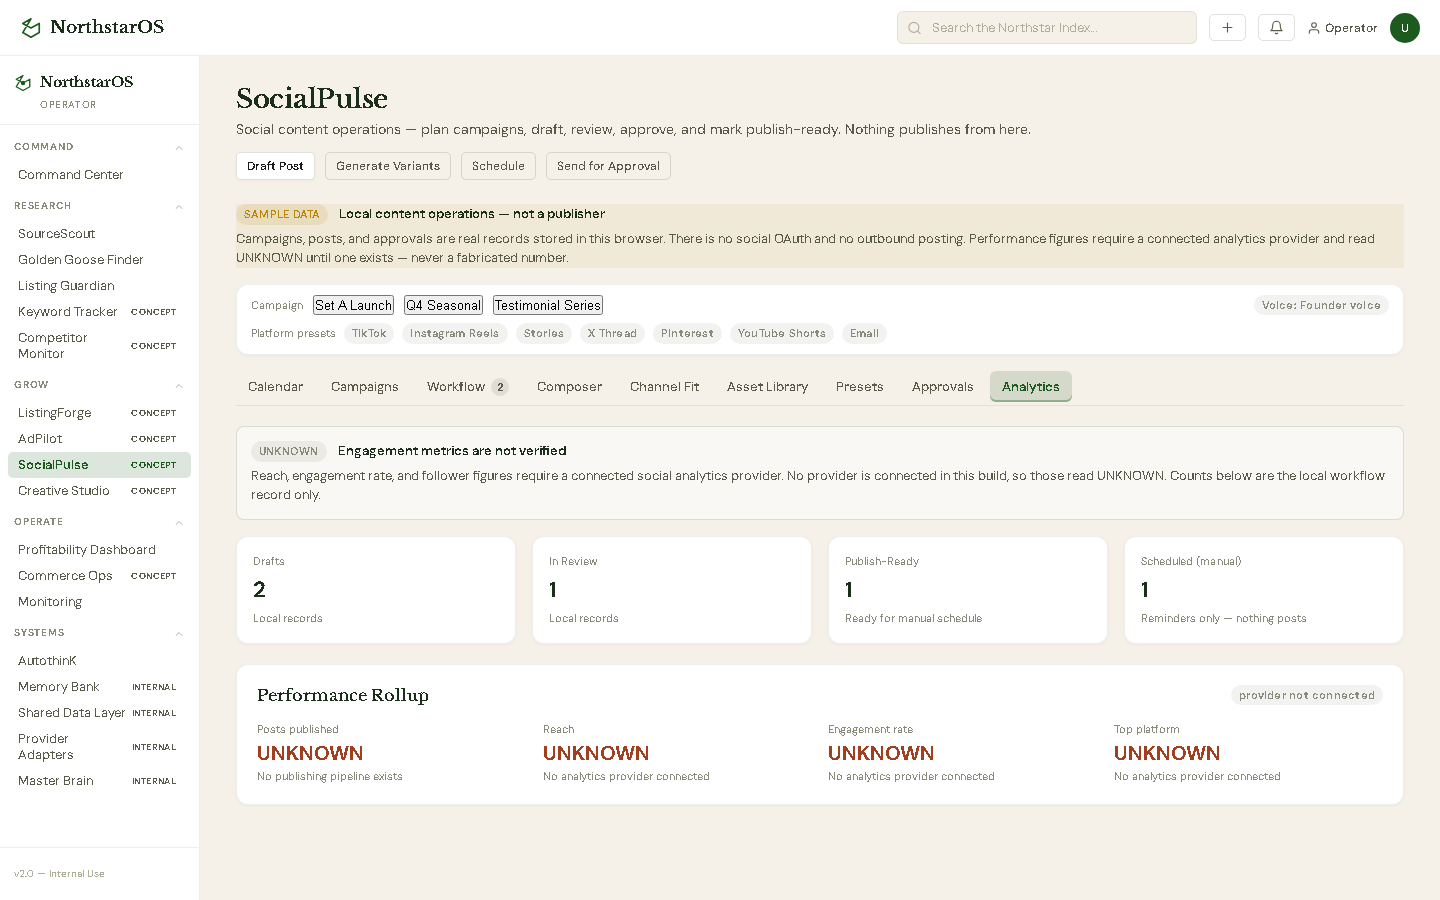 NorthstarOS
Search the Northstar Index...
Operator
U
NorthstarOS
OPERATOR
COMMAND
Command Center
RESEARCH
SourceScout
Golden Goose Finder
Listing Guardian
Keyword Tracker CONCEPT
Competitor
Monitor
CONCEPT
GROW
ListingForge CONCEPT
AdPilot CONCEPT
SocialPulse CONCEPT
Creative Studio CONCEPT
OPERATE
Profitability Dashboard
Commerce Ops CONCEPT
Monitoring
SYSTEMS
AutothinK
Memory Bank INTERNAL
Shared Data Layer INTERNAL
Provider
Adapters
INTERNAL
Master Brain INTERNAL
v2.0 — Internal Use
SocialPulse
Social content operations — plan campaigns, draft, review, approve, and mark publish-ready. Nothing publishes from here.
Draft Post Generate Variants Schedule Send for Approval
SAMPLE DATA Local content operations — not a publisher
Campaigns, posts, and approvals are real records stored in this browser. There is no social OAuth and no outbound posting. Performance figures require a connected analytics provider and read
UNKNOWN until one exists — never a fabricated number.
Campaign Set A Launch Q4 Seasonal Testimonial Series Voice: Founder voice
Platform presets TikTok Instagram Reels Stories X Thread Pinterest YouTube Shorts Email
Calendar Campaigns Workflow 2 Composer Channel Fit Asset Library Presets Approvals Analytics
UNKNOWN Engagement metrics are not verified
Reach, engagement rate, and follower figures require a connected social analytics provider. No provider is connected in this build, so those read UNKNOWN. Counts below are the local workflow
record only.
Drafts
2
Local records
In Review
1
Local records
Publish-Ready
1
Ready for manual schedule
Scheduled (manual)
1
Reminders only — nothing posts
Performance Rollup provider not connected
Posts published
UNKNOWN
No publishing pipeline exists
Reach
UNKNOWN
No analytics provider connected
Engagement rate
UNKNOWN
No analytics provider connected
Top platform
UNKNOWN
No analytics provider connected